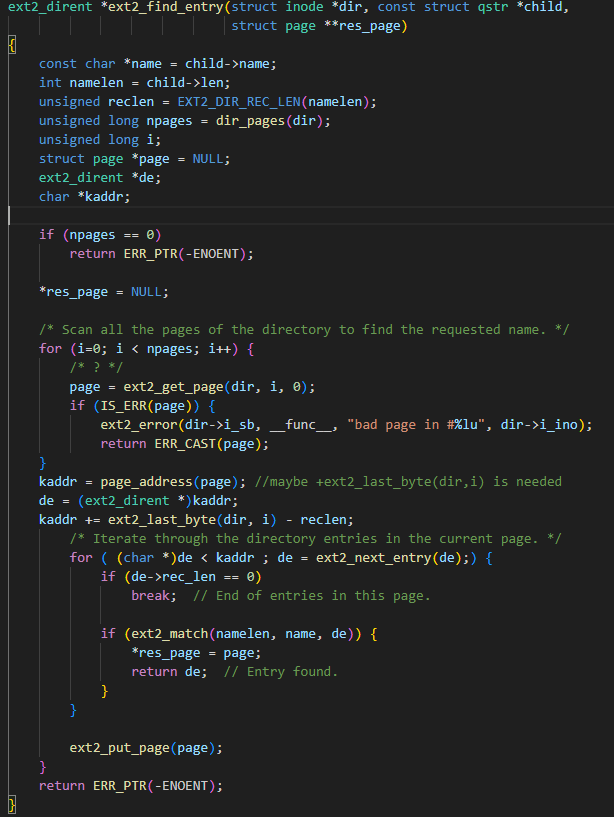 ext2_dirent *ext2_find_entry(struct inode *dir, const struct qstr *child,
struct page **res_page)
{
const char *name = child->name;
int namelen = child->len;
unsigned reclen = EXT2_DIR_REC_LEN(namelen);
unsigned long npages = dir_pages(dir);
unsigned long i;
struct page *page = NULL;
ext2_dirent *de;
char *kaddr;
if (npages == 0)
return ERR_PTR(-ENOENT);
*res_page = NULL;
/* Scan all the pages of the directory to find the requested name. */
for (i=0; i < npages; i++) {
/* ? */
page = ext2_get_page(dir, i, 0);
if (IS_ERR(page)) {
ext2_error(dir->i_sb, __func__, "bad page in #%lu", dir->i_ino);
return ERR_CAST(page);
}
kaddr = page_address(page); //maybe +ext2_last_byte(dir,i) is needed
de = (ext2_dirent *)kaddr;
kaddr += ext2_last_byte(dir, i) - reclen;
/* Iterate through the directory entries in the current page. */
for ( (char *)de < kaddr ; de = ext2_next_entry(de);) {
if (de->rec_len == 0)
break;  // End of entries in this page.
if (ext2_match(namelen, name, de)) {
*res_page = page;
return de;  // Entry found.
}
}
ext2_put_page(page);
}
return ERR_PTR(-ENOENT);
}